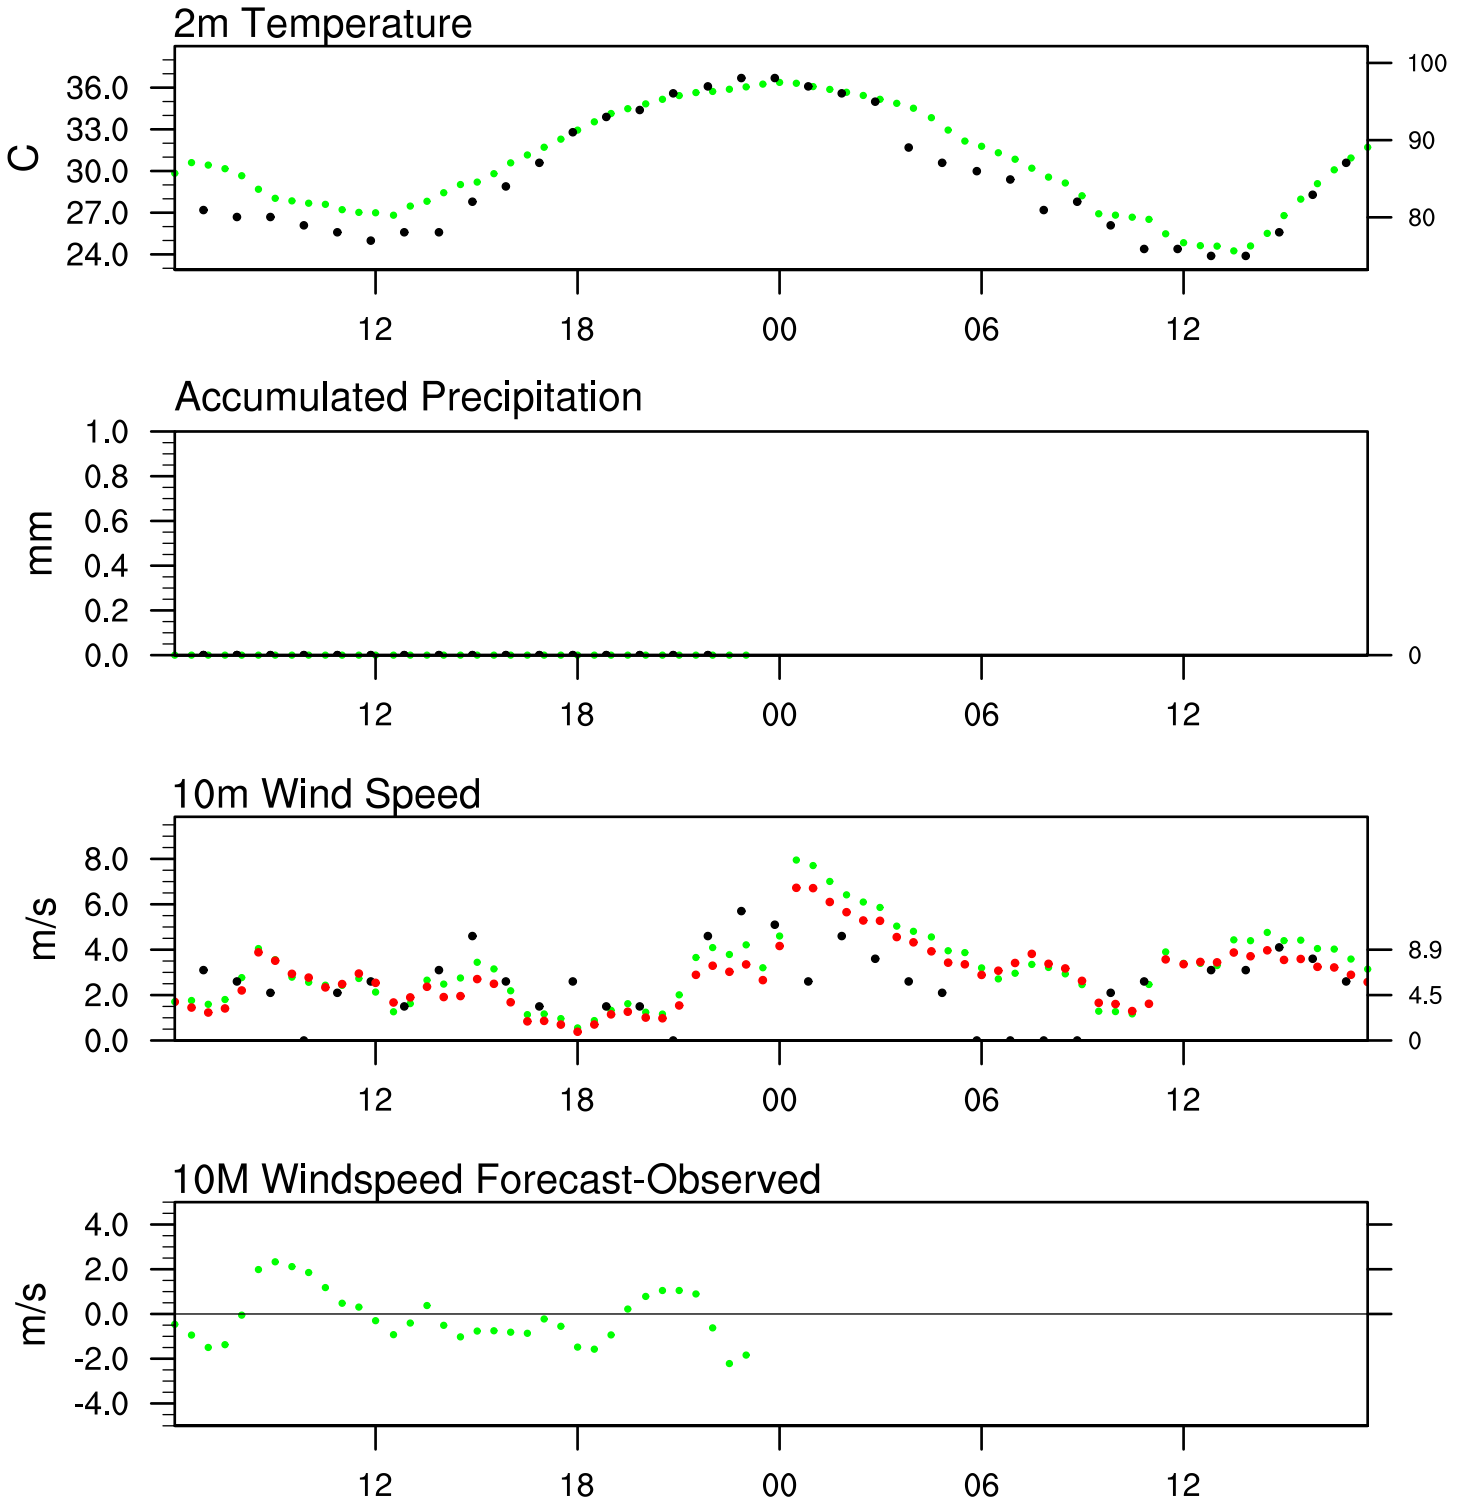 2m Temperature
36.0
33.0
30.0
27.0
24.0
C
100
90
80
12 18 00 06 12
Accumulated Precipitation
1.0
0.8
0.6
0.4
0.2
0.0
mm
0
12 18 00 06 12
10m Wind Speed
8.0
6.0
4.0
2.0
0.0
m/s
8.9
4.5
0
12 18 00 06 12
10M Windspeed Forecast-Observed
4.0
2.0
0.0
-2.0
-4.0
m/s
12 18 00 06 12